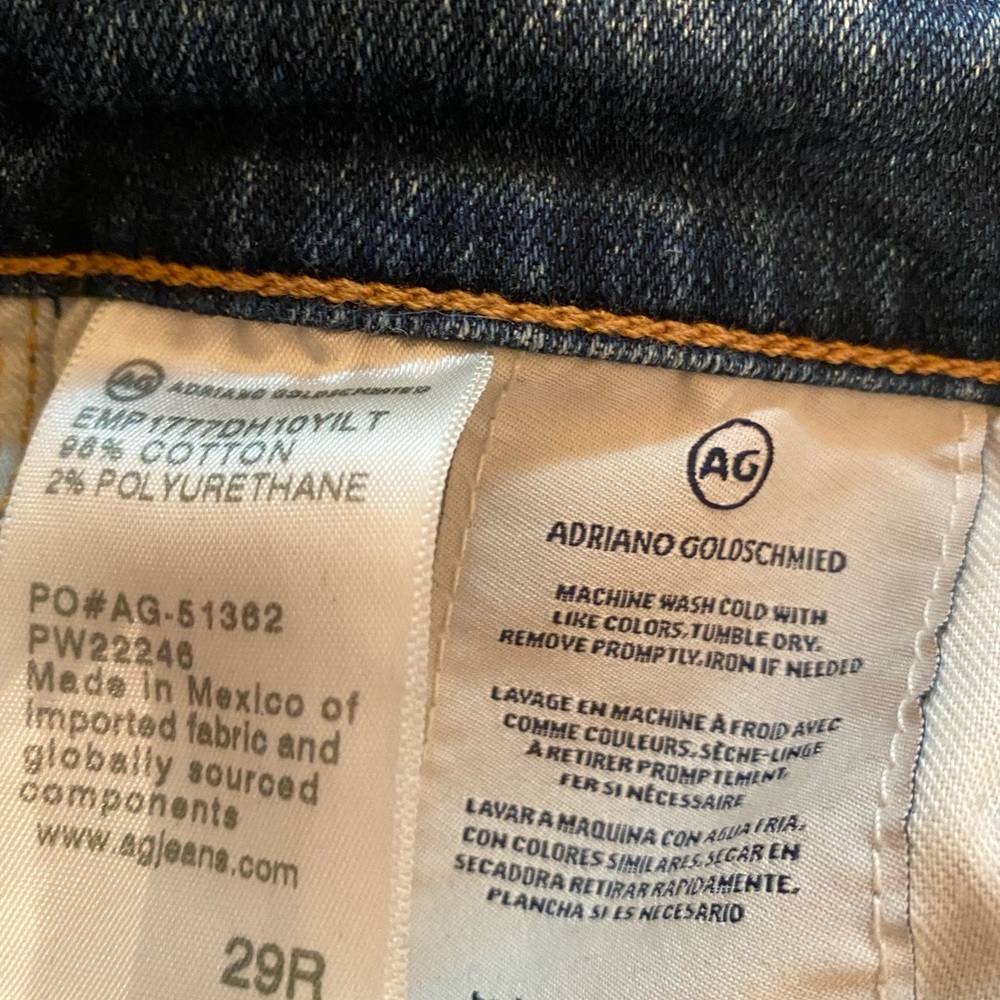 AG ADRIANO GOLDSCHMIED
EMP1777DH10YILT
98% COTTON
2% POLYURETHANE
PO#AG-51362
PW22246
Made in Mexico of
imported fabric and
globally sourced
components
www.agjeans.com
29R
AG
ADRIANO GOLDSCHMIED
MACHINE WASH COLD WITH
LIKE COLORS, TUMBLE DRY.
REMOVE PROMPTLY. IRON IF NEEDED
LAVAGE EN MACHINE À FROID AVEC
COMME COULEURS. SÈCHE-LINGE
À RETIRER PROMPTEMENT.
FER SI NÉCESSAIRE
LAVAR A MAQUINA CON AGUA FRIA,
CON COLORES SIMILARES. SECAR EN
SECADORA RETIRAR RAPIDAMENTE.
PLANCHA SI ES NECESARIO